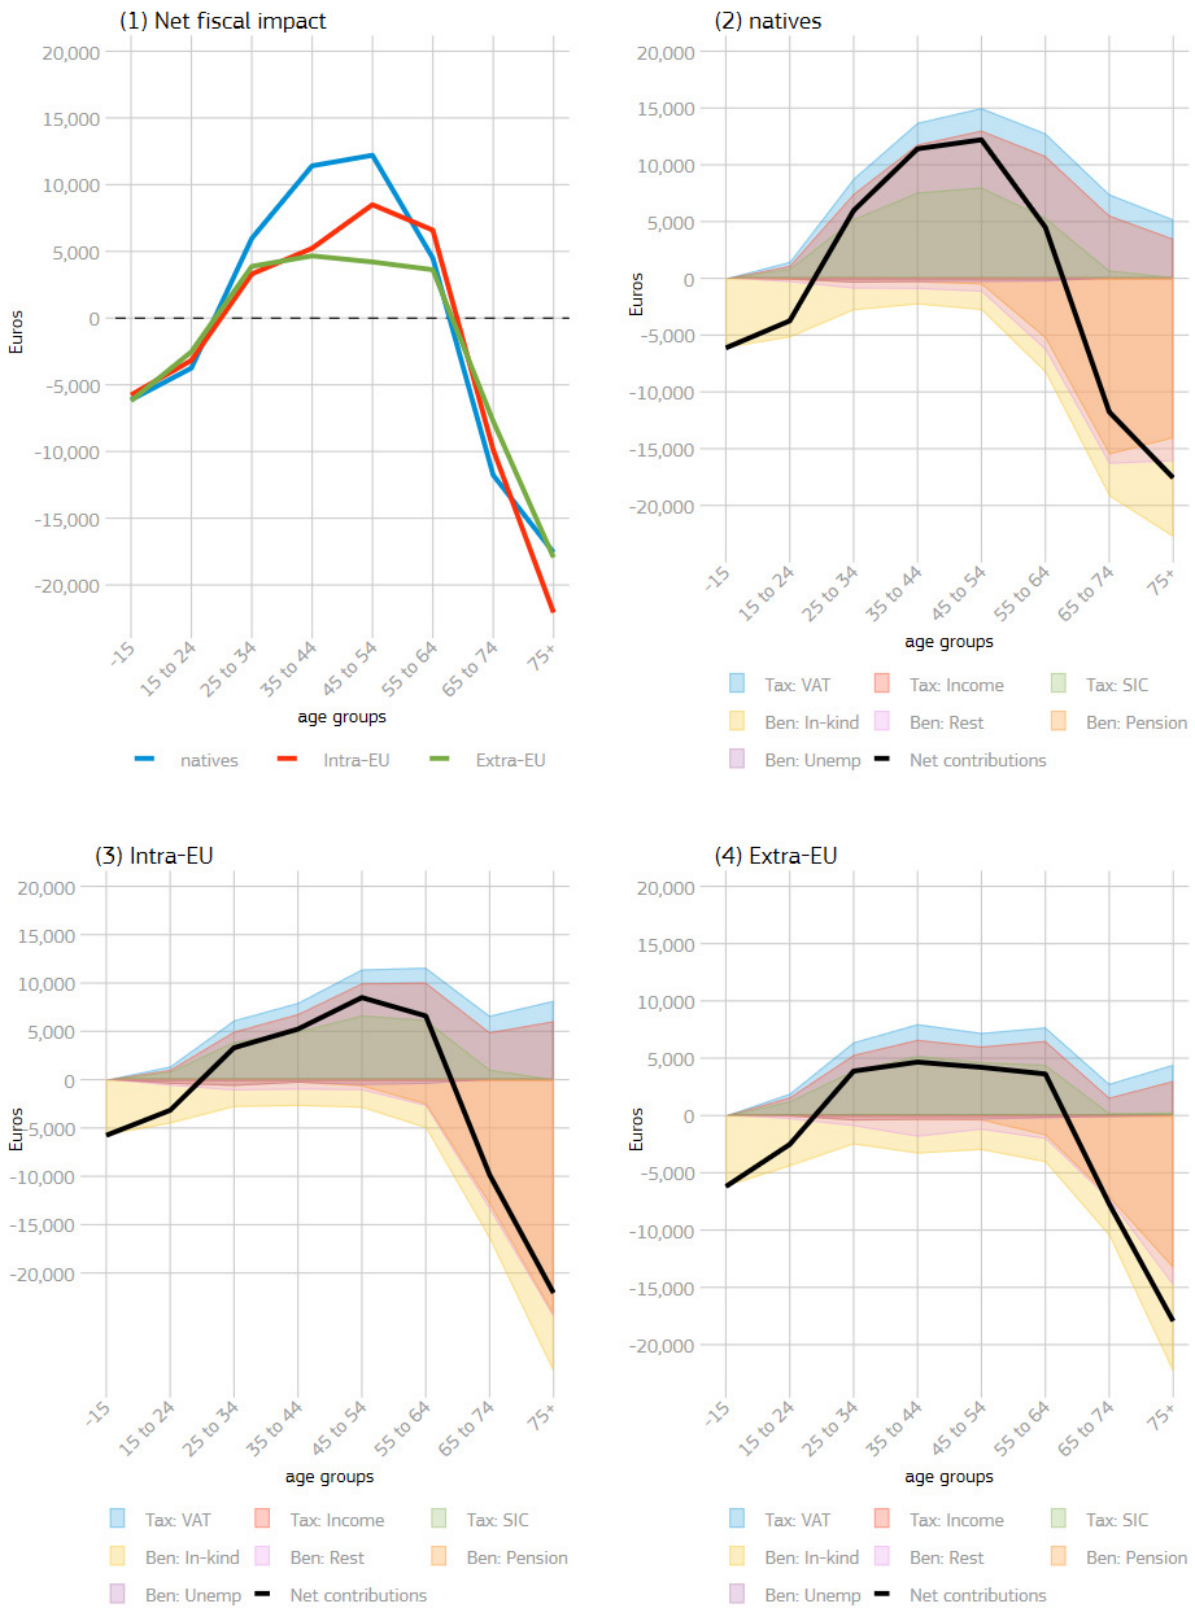 (1) Net fiscal impact
20,000
15,000
10,000
5,000
0
-5,000
-10,000
-15,000
-20,000
Euros
-15
15 to 24
25 to 34
35 to 44
45 to 54
55 to 64
65 to 74
75+
age groups
natives Intra-EU Extra-EU
(2) natives
20,000
15,000
10,000
5,000
0
-5,000
-10,000
-15,000
-20,000
Euros
-15
15 to 24
25 to 34
35 to 44
45 to 54
55 to 64
65 to 74
75+
age groups
Tax: VAT Tax: Income Tax: SIC
Ben: In-kind Ben: Rest Ben: Pension
Ben: Unemp Net contributions
(3) Intra-EU
20,000
15,000
10,000
5,000
0
-5,000
-10,000
-15,000
-20,000
Euros
-15
15 to 24
25 to 34
35 to 44
45 to 54
55 to 64
65 to 74
75+
age groups
Tax: VAT Tax: Income Tax: SIC
Ben: In-kind Ben: Rest Ben: Pension
Ben: Unemp Net contributions
(4) Extra-EU
20,000
15,000
10,000
5,000
0
-5,000
-10,000
-15,000
-20,000
Euros
-15
15 to 24
25 to 34
35 to 44
45 to 54
55 to 64
65 to 74
75+
age groups
Tax: VAT Tax: Income Tax: SIC
Ben: In-kind Ben: Rest Ben: Pension
Ben: Unemp Net contributions